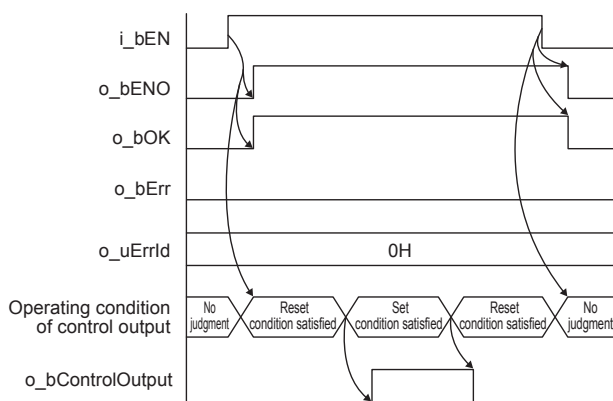 i_bEN
o_bENO
o_bOK
o_bErr
o_uErrId
0H
Operating condition
of control output
No
judgment
Reset
condition satisfied
Set
condition satisfied
Reset
condition satisfied
No
judgment
o_bControlOutput